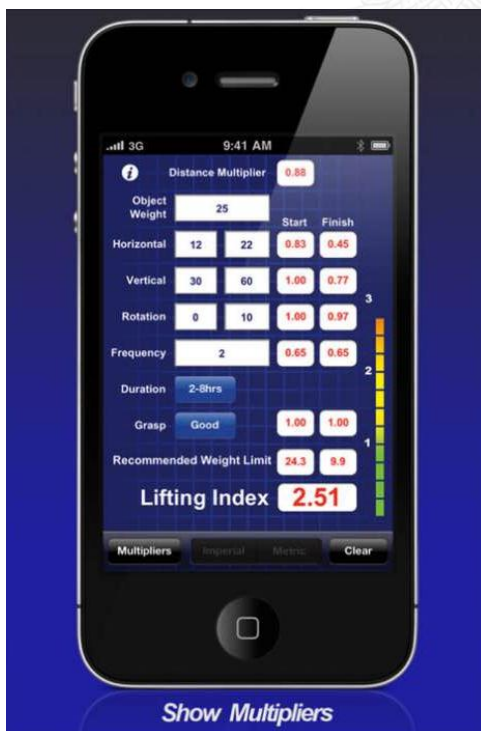 3G 9:41 AM
i Distance Multiplier 0.88
Object
Weight 25
Start Finish
Horizontal 12 22 0.83 0.45
Vertical 30 60 1.00 0.77
3
Rotation 0 10 1.00 0.97
Frequency 2 0.65 0.65
2
Duration 2-8hrs
Grasp Good 1.00 1.00
1
Recommended Weight Limit 24.3 9.9
Lifting Index 2.51
Multipliers Imperial Metric Clear
Show Multipliers